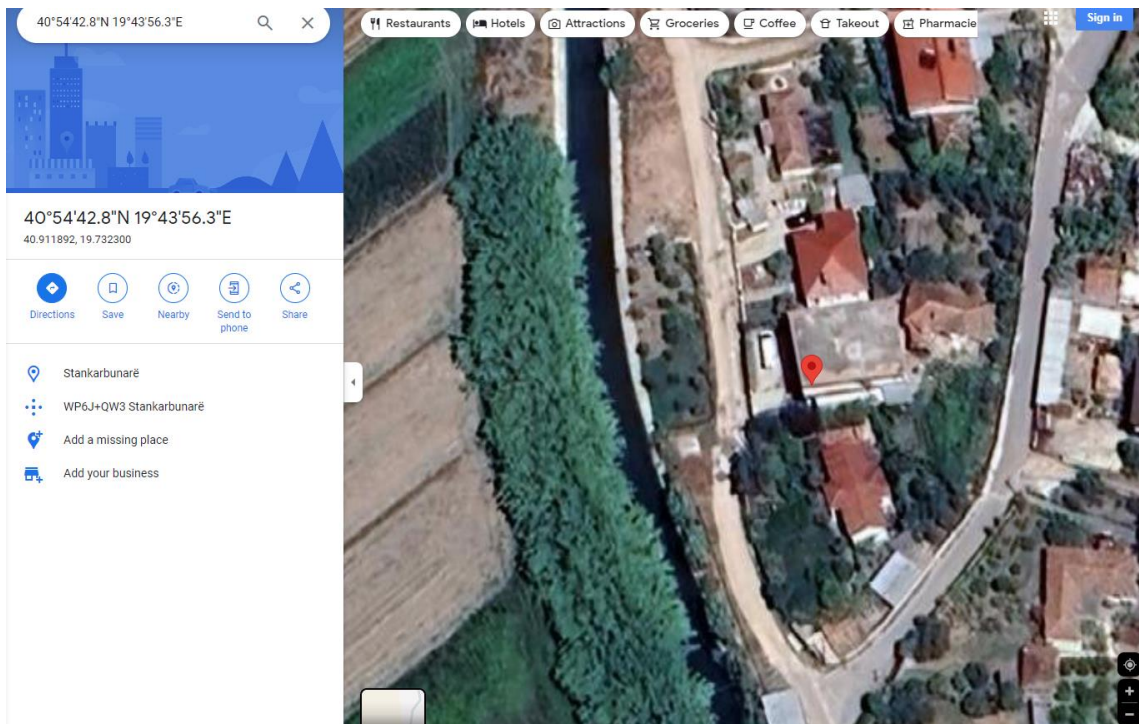 40°54'42.8"N 19°43'56.3"E
Restaurants Hotels Attractions Groceries Coffee Takeout Pharmacie
Sign in
40°54'42.8"N 19°43'56.3"E
40.911892, 19.732300
Directions Save Nearby Send to phone Share
Stankarbunarë
WP6J+QW3 Stankarbunarë
Add a missing place
Add your business